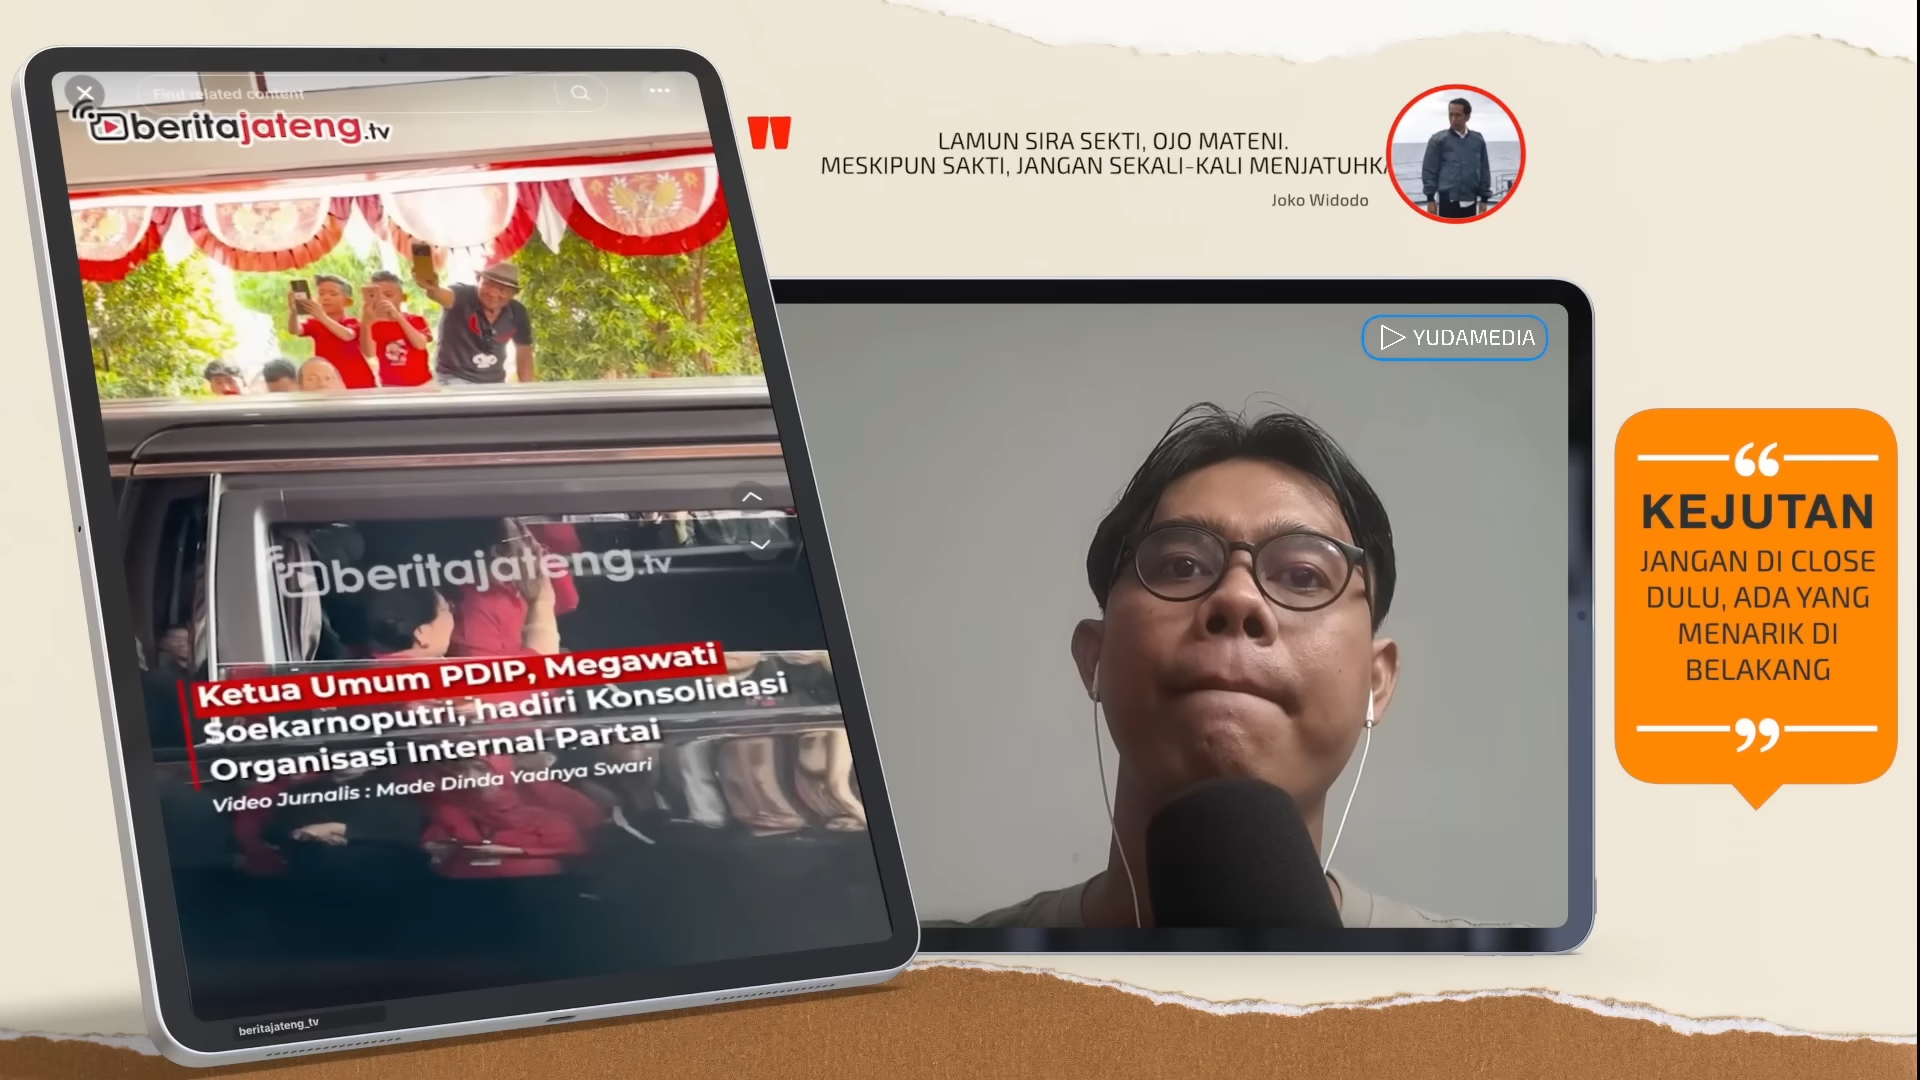 Find related content
beritajateng.tv
beritajateng.tv
Ketua Umum PDIP, Megawati
Soekarnoputri, hadiri Konsolidasi
Organisasi Internal Partai
Video Jurnalis : Made Dinda Yadnya Swari
beritajateng_tv
LAMUN SIRA SEKTI, OJO MATENI.
MESKIPUN SAKTI, JANGAN SEKALI-KALI MENJATUHKA
Joko Widodo
YUDAMEDIA
“
KEJUTAN
JANGAN DI CLOSE
DULU, ADA YANG
MENARIK DI
BELAKANG
”